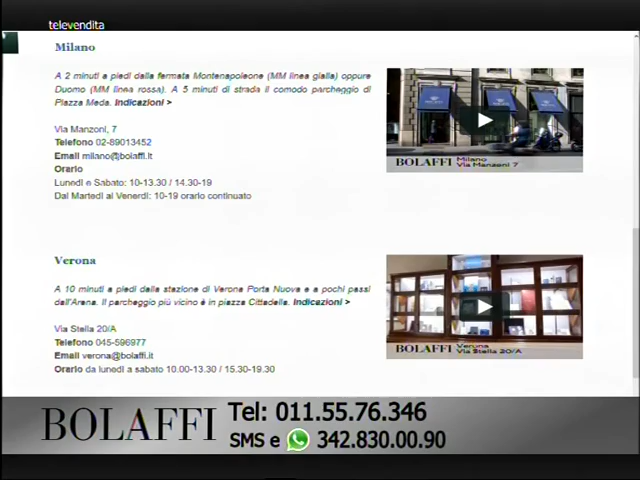 televendita
Milano
A 2 minuti a piedi dalla fermata Montenapoleone (MM linea gialla) oppure
Duomo (MM linea rossa). A 5 minuti di strada il comodo parcheggio di
Piazza Meda. Indicazioni >
Via Manzoni, 7
Telefono 02-89013452
Email milano@bolaffi.it
Orario
Lunedì e Sabato: 10-13.30 / 14.30-19
Dal Martedì al Venerdì: 10-19 orario continuato
BOLAFFI Milano
Via Manzoni 7
Verona
A 10 minuti a piedi dalla stazione di Verona Porta Nuova e a pochi passi
dall'Arena. Il parcheggio più vicino è in piazza Cittadella. Indicazioni >
Via Stella 20/A
Telefono 045-596977
Email verona@bolaffi.it
Orario da lunedì a sabato 10.00-13.30 / 15.30-19.30
BOLAFFI Verona
Via Stella 20/A
BOLAFFI
Tel: 011.55.76.346
SMS e 342.830.00.90